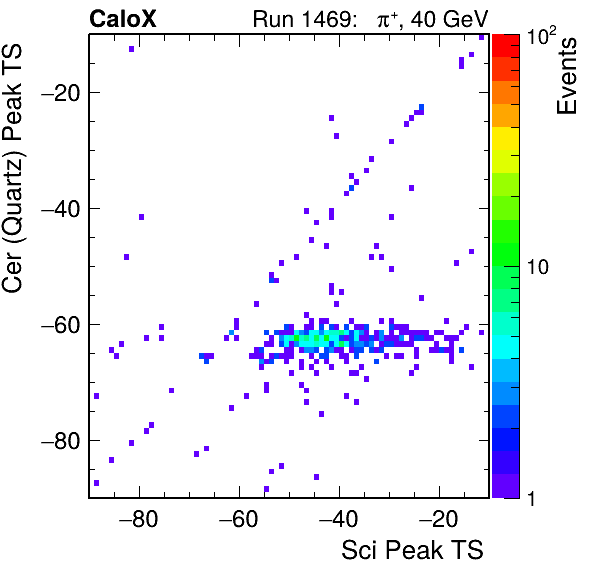 CaloX Run 1469: π⁺, 40 GeV
Cer (Quartz) Peak TS
Events
10²
10
1
−20
−40
−60
−80
−80 −60 −40 −20
Sci Peak TS